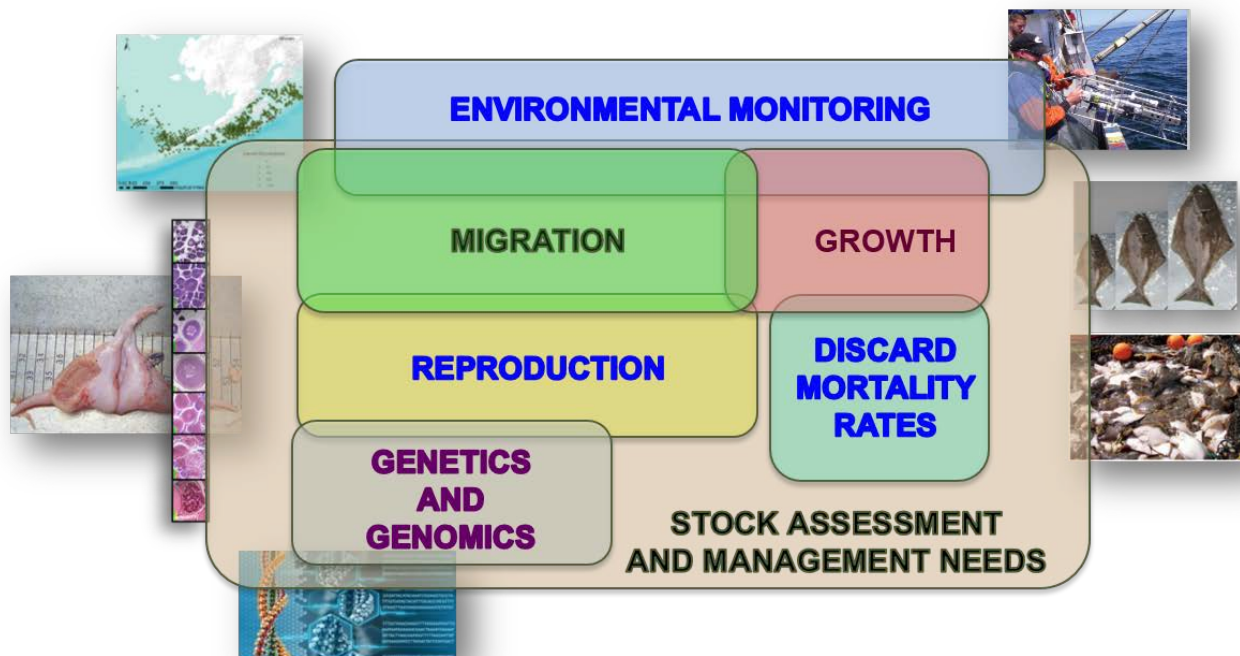 ENVIRONMENTAL MONITORING
MIGRATION
GROWTH
REPRODUCTION
DISCARD
MORTALITY
RATES
GENETICS
AND
GENOMICS
STOCK ASSESSMENT
AND MANAGEMENT NEEDS